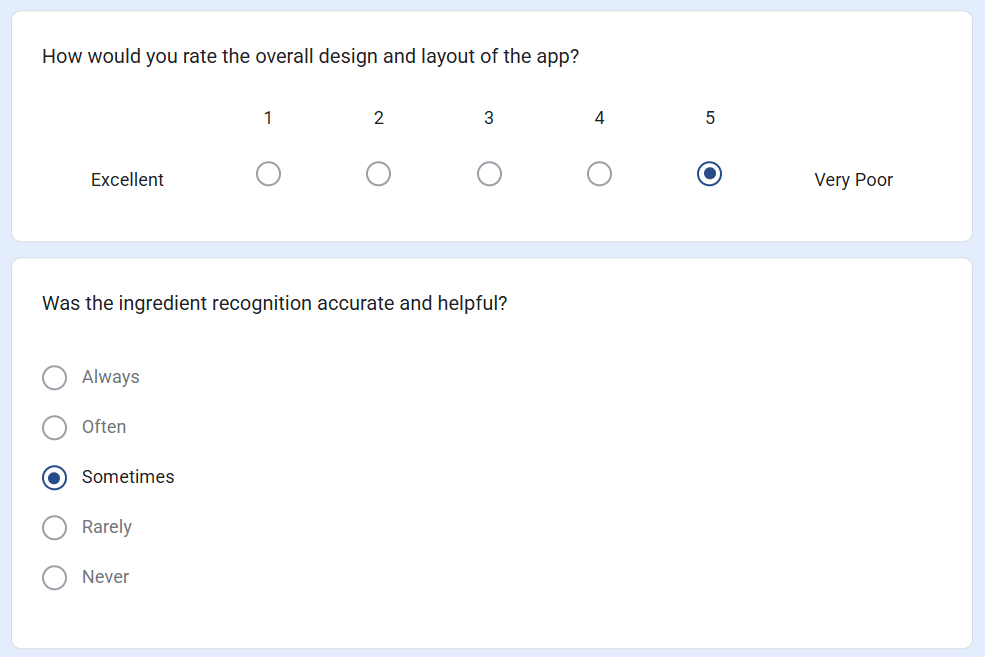 How would you rate the overall design and layout of the app?
1 2 3 4 5
Excellent Very Poor
Was the ingredient recognition accurate and helpful?
Always
Often
Sometimes
Rarely
Never